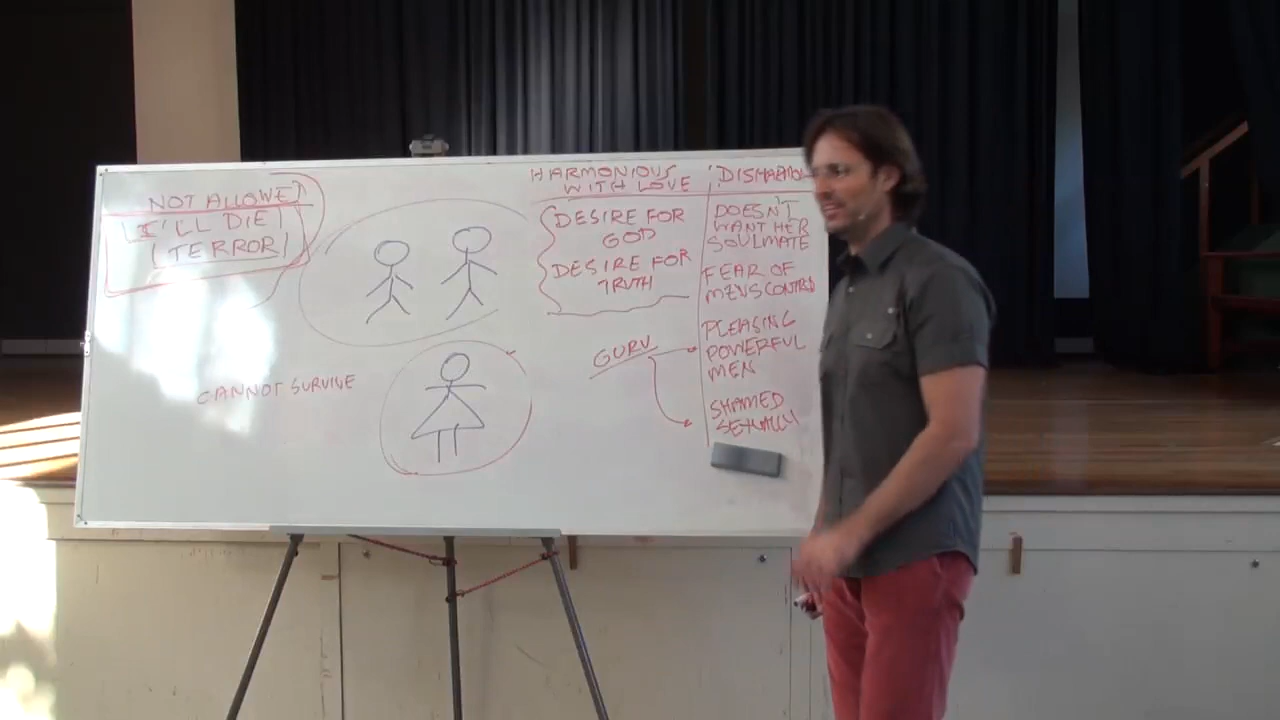 NOT ALLOWED
I'LL DIE
TERROR
CANNOT SURVIVE
HARMONIOUS
WITH LOVE
DESIRE FOR
GOD
DESIRE FOR
TRUTH
GURU
DOESN'T
WANT HER
SOULMATE
FEAR OF
MENS CONTROL
PLEASING
POWERFUL
MEN
SHAMED
SEXUALLY